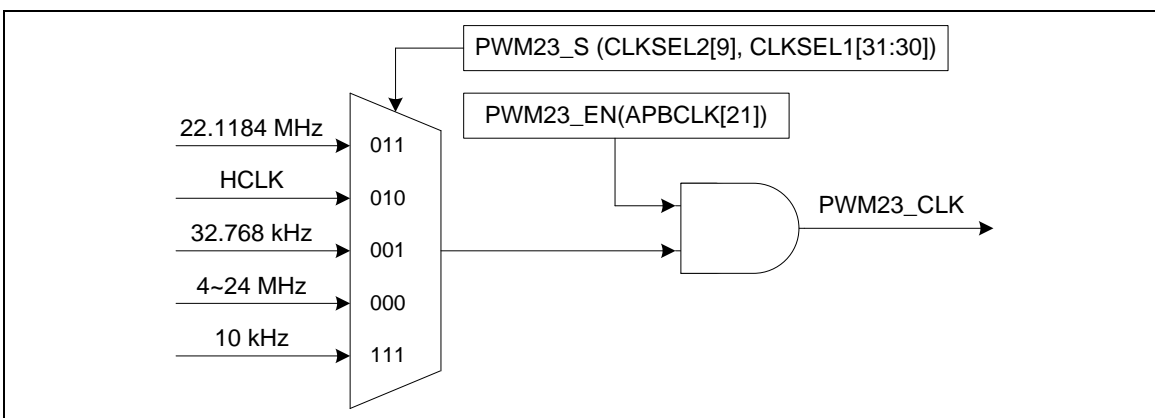 PWM23_S (CLKSEL2[9], CLKSEL1[31:30])
PWM23_EN(APBCLK[21])
22.1184 MHz
011
HCLK
010
32.768 kHz
001
4~24 MHz
000
10 kHz
111
PWM23_CLK